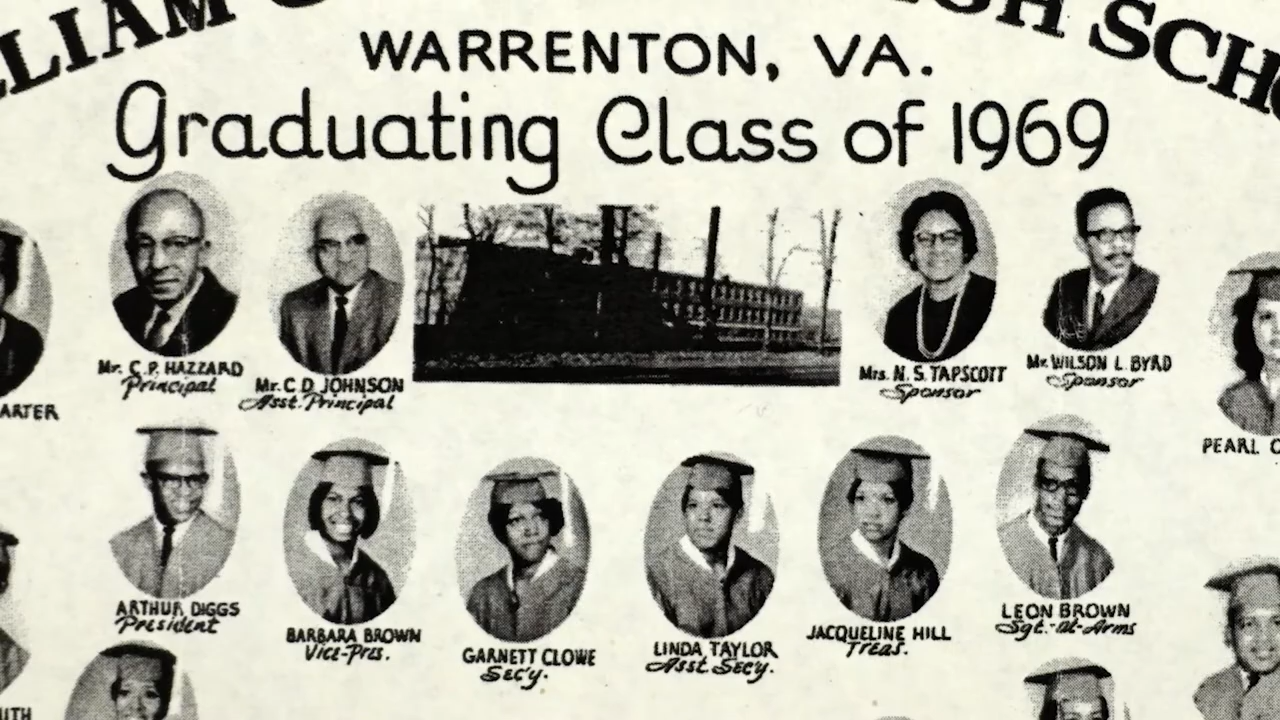 WARRENTON, VA.
Graduating Class of 1969
Mr. C. P. HAZZARD
Principal
Mr. C. D. JOHNSON
Asst. Principal
Mrs. N. S. TAPSCOTT
Sponsor
Mr. WILSON L. BYRD
Sponsor
PEARL
ARTHUR DIGGS
President
BARBARA BROWN
Vice-Pres.
GARNETT CLOWE
Sec'y.
LINDA TAYLOR
Asst. Sec'y.
JACQUELINE HILL
Treas.
LEON BROWN
Sgt.-at-Arms